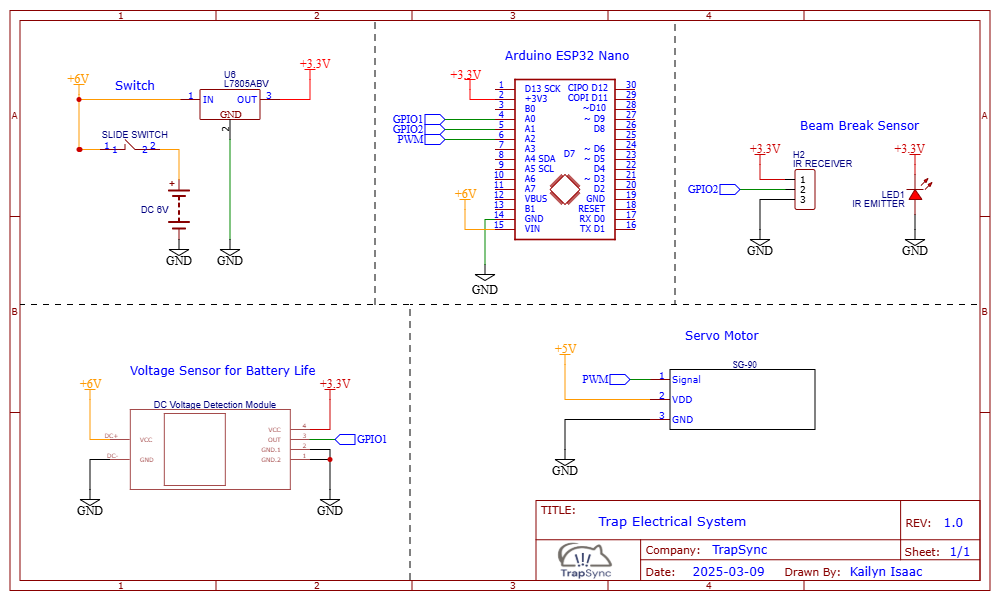 1 2 3 4
A A
B B
1 2 3 4
Switch
+6V
U6
L7805ABV
+3.3V
1 IN OUT 3
GND
2
SLIDE SWITCH
1 1 2 2
+
DC 6V
GND GND
Arduino ESP32 Nano
+3.3V
1 D13 SCK CIPO D12 30
2 +3V3 COPI D11 29
3 B0 ~D10 28
GPIO1 4 A0 ~ D9 27
GPIO2 5 A1 D8 26
PWM 6 A2 25
7 A3 D7 ~ D6 24
8 A4 SDA ~ D5 23
9 A5 SCL D4 22
10 A6 ~ D3 21
11 A7 D2 20
+6V
12 VBUS GND 19
13 B1 RESET 18
14 GND RX D0 17
15 VIN TX D1 16
GND
Beam Break Sensor
+3.3V
H2
IR RECEIVER
1
GPIO2 2
3
GND
+3.3V
LED1
IR EMITTER
GND
Voltage Sensor for Battery Life
+6V
+3.3V
DC Voltage Detection Module
DC+ VCC
DC- GND
VCC 4
OUT 3 GPIO1
GND.1 2
GND.2 1
GND GND
Servo Motor
+5V
SG-90
PWM 1 Signal
2 VDD
3 GND
GND
TITLE:
Trap Electrical System
REV: 1.0
TrapSync
Company: TrapSync
Sheet: 1/1
Date: 2025-03-09 Drawn By: Kailyn Isaac